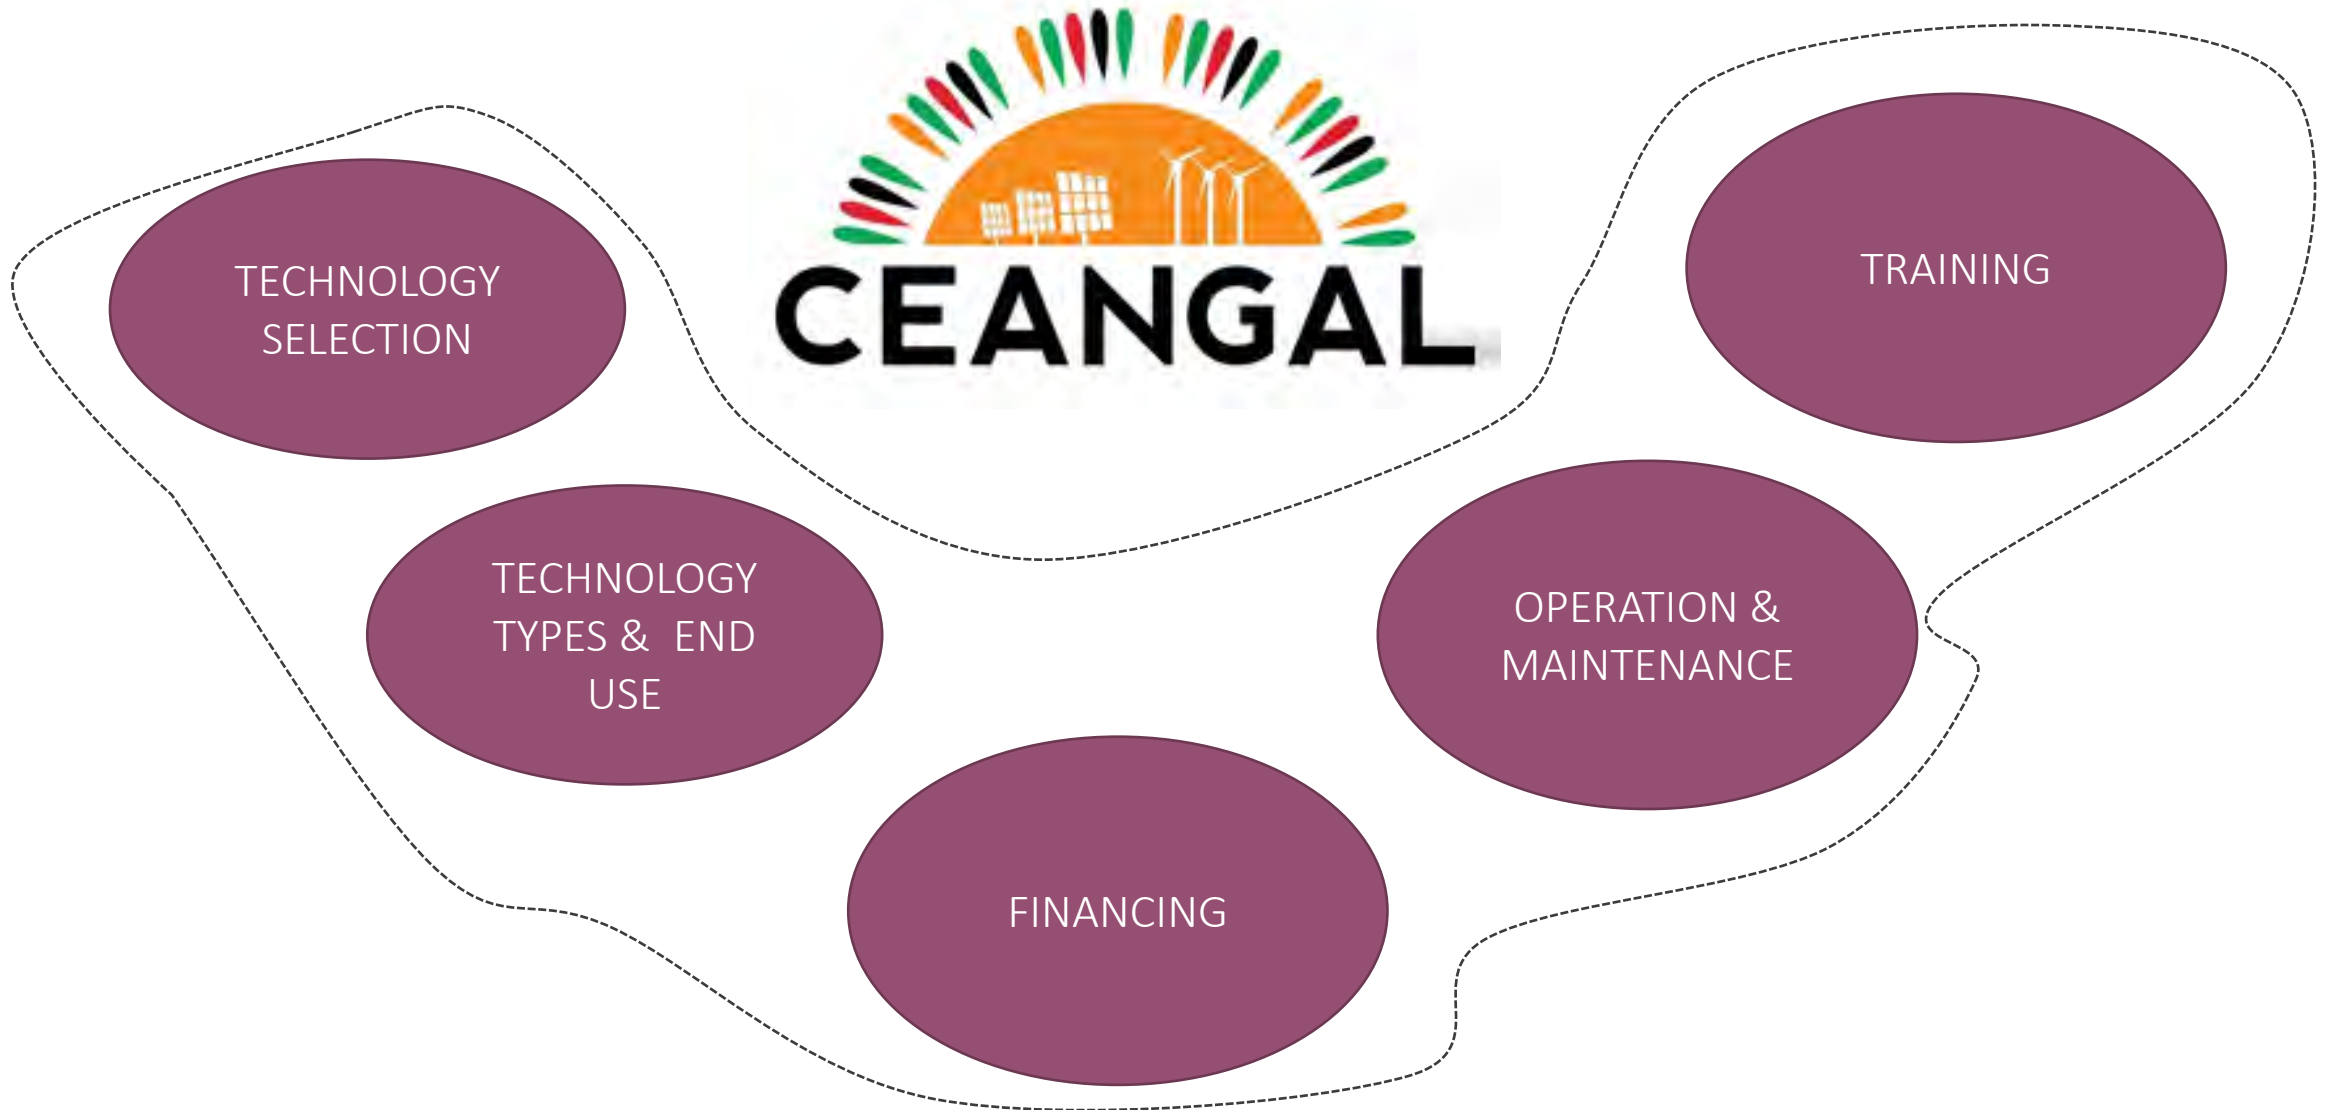 CEANGAL
TECHNOLOGY
SELECTION
TECHNOLOGY
TYPES & END
USE
FINANCING
OPERATION &
MAINTENANCE
TRAINING